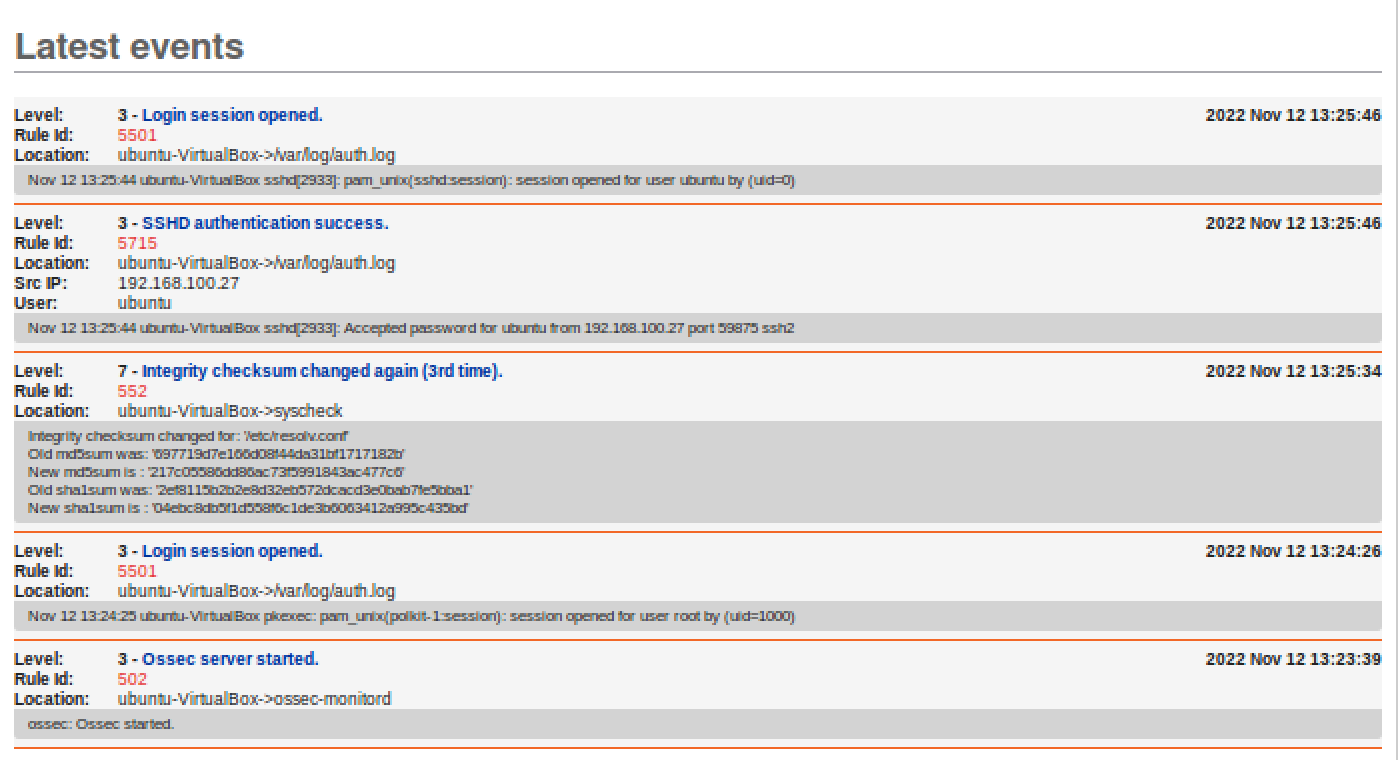 Latest events
Level: 3 - Login session opened. 2022 Nov 12 13:25:46
Rule Id: 5501
Location: ubuntu-VirtualBox->/var/log/auth.log
Nov 12 13:25:44 ubuntu-VirtualBox sshd[2933]: pam_unix(sshd:session): session opened for user ubuntu by (uid=0)
Level: 3 - SSHD authentication success. 2022 Nov 12 13:25:46
Rule Id: 5715
Location: ubuntu-VirtualBox->/var/log/auth.log
Src IP: 192.168.100.27
User: ubuntu
Nov 12 13:25:44 ubuntu-VirtualBox sshd[2933]: Accepted password for ubuntu from 192.168.100.27 port 59875 ssh2
Level: 7 - Integrity checksum changed again (3rd time). 2022 Nov 12 13:25:34
Rule Id: 552
Location: ubuntu-VirtualBox->syscheck
Integrity checksum changed for: '/etc/resolv.conf'
Old md5sum was: '697719d7e166d08f44da31bf1717182b'
New md5sum is : '217c05586dd86ac73f5991843ac477c6'
Old sha1sum was: '2ef8115b2b2e8d32eb572dcacd3e0bab7fe5bba1'
New sha1sum is : '04ebc8db5f1d558f6c1de3b6063412a995c435bd'
Level: 3 - Login session opened. 2022 Nov 12 13:24:26
Rule Id: 5501
Location: ubuntu-VirtualBox->/var/log/auth.log
Nov 12 13:24:25 ubuntu-VirtualBox pkexec: pam_unix(polkit-1:session): session opened for user root by (uid=1000)
Level: 3 - Ossec server started. 2022 Nov 12 13:23:39
Rule Id: 502
Location: ubuntu-VirtualBox->ossec-monitord
ossec: Ossec started.